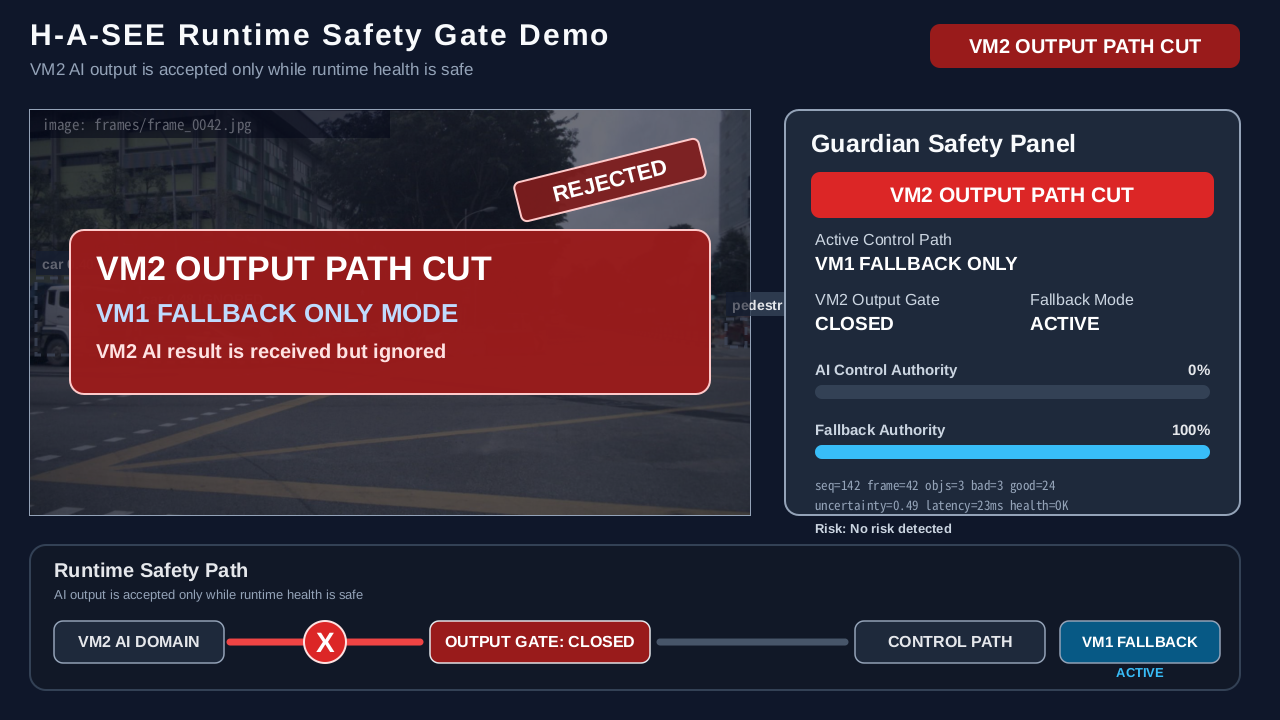 H-A-SEE Runtime Safety Gate Demo
VM2 AI output is accepted only while runtime health is safe
VM2 OUTPUT PATH CUT
image: frames/frame_0042.jpg
REJECTED
car
VM2 OUTPUT PATH CUT
VM1 FALLBACK ONLY MODE
VM2 AI result is received but ignored
pedestr
Guardian Safety Panel
VM2 OUTPUT PATH CUT
Active Control Path
VM1 FALLBACK ONLY
VM2 Output Gate
CLOSED
Fallback Mode
ACTIVE
AI Control Authority 0%
Fallback Authority 100%
seq=142 frame=42 objs=3 bad=3 good=24
uncertainty=0.49 latency=23ms health=OK
Risk: No risk detected
Runtime Safety Path
AI output is accepted only while runtime health is safe
VM2 AI DOMAIN
X
OUTPUT GATE: CLOSED
CONTROL PATH
VM1 FALLBACK
ACTIVE